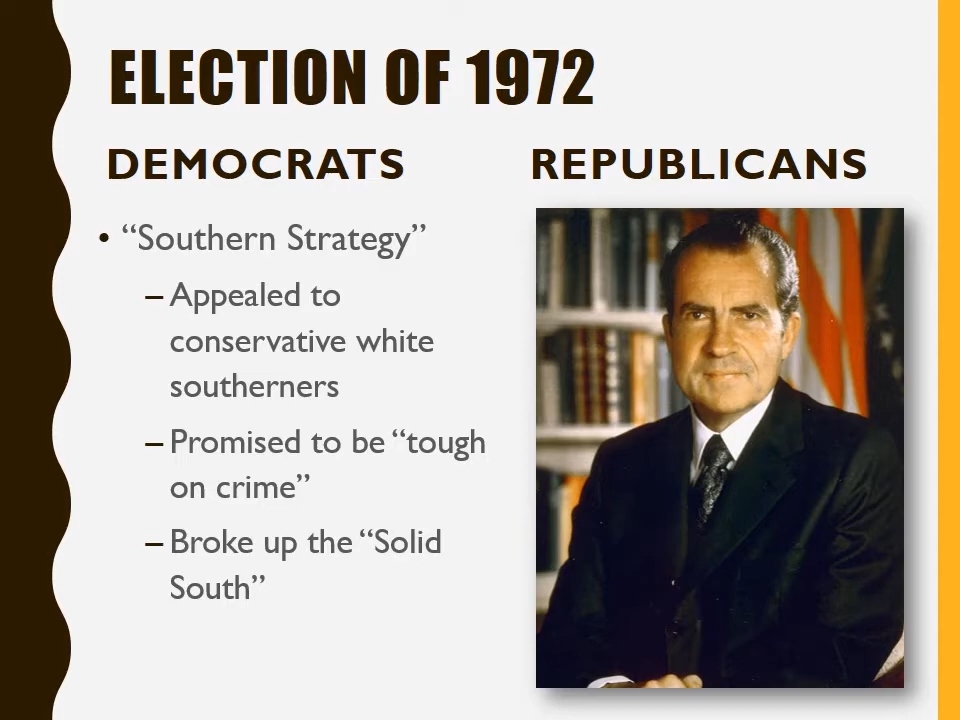 ELECTION OF 1972
DEMOCRATS
REPUBLICANS
• “Southern Strategy”
– Appealed to
conservative white
southerners
– Promised to be “tough
on crime”
– Broke up the “Solid
South”